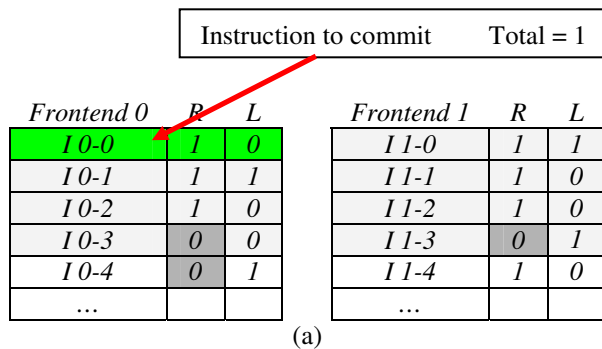 Instruction to commit Total = 1
Frontend 0 R L Frontend 1 R L
I 0-0 1 0 I 1-0 1 1
I 0-1 1 1 I 1-1 1 0
I 0-2 1 0 I 1-2 1 0
I 0-3 0 0 I 1-3 0 1
I 0-4 0 1 I 1-4 1 0
... ...
(a)